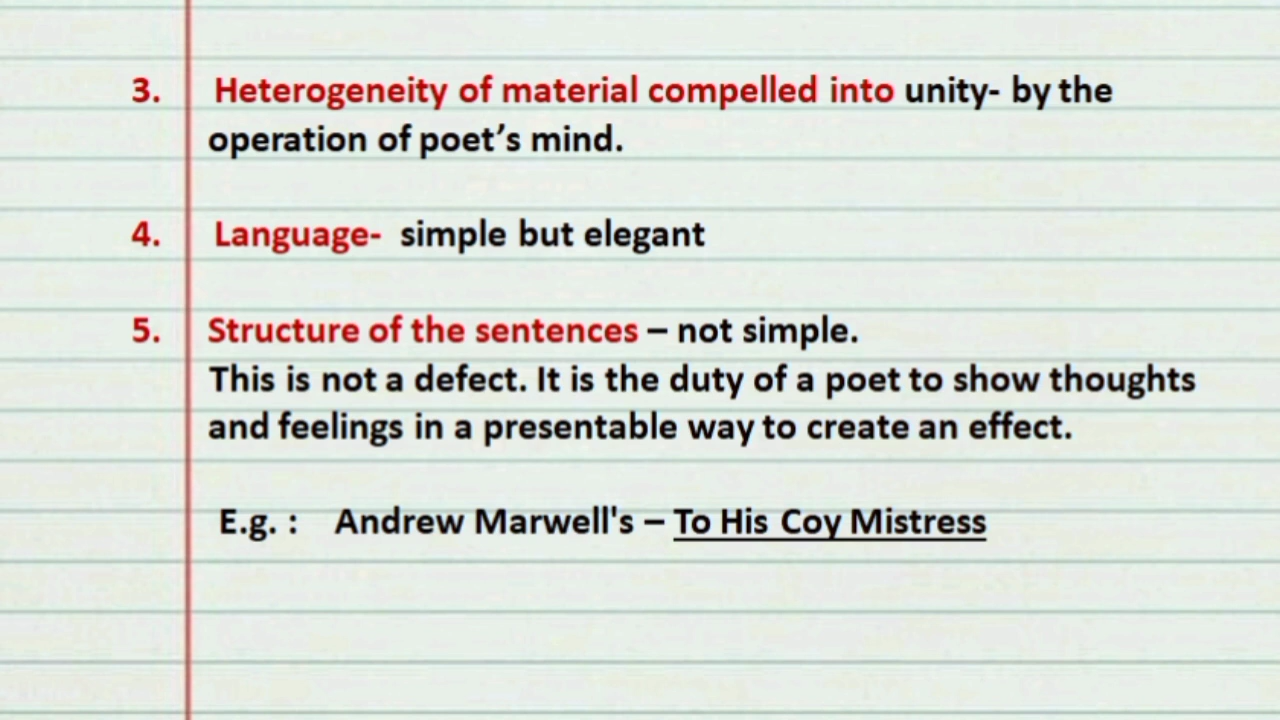 3. Heterogeneity of material compelled into unity- by the
operation of poet’s mind.
4. Language- simple but elegant
5. Structure of the sentences – not simple.
This is not a defect. It is the duty of a poet to show thoughts
and feelings in a presentable way to create an effect.
E.g. : Andrew Marwell's – To His Coy Mistress